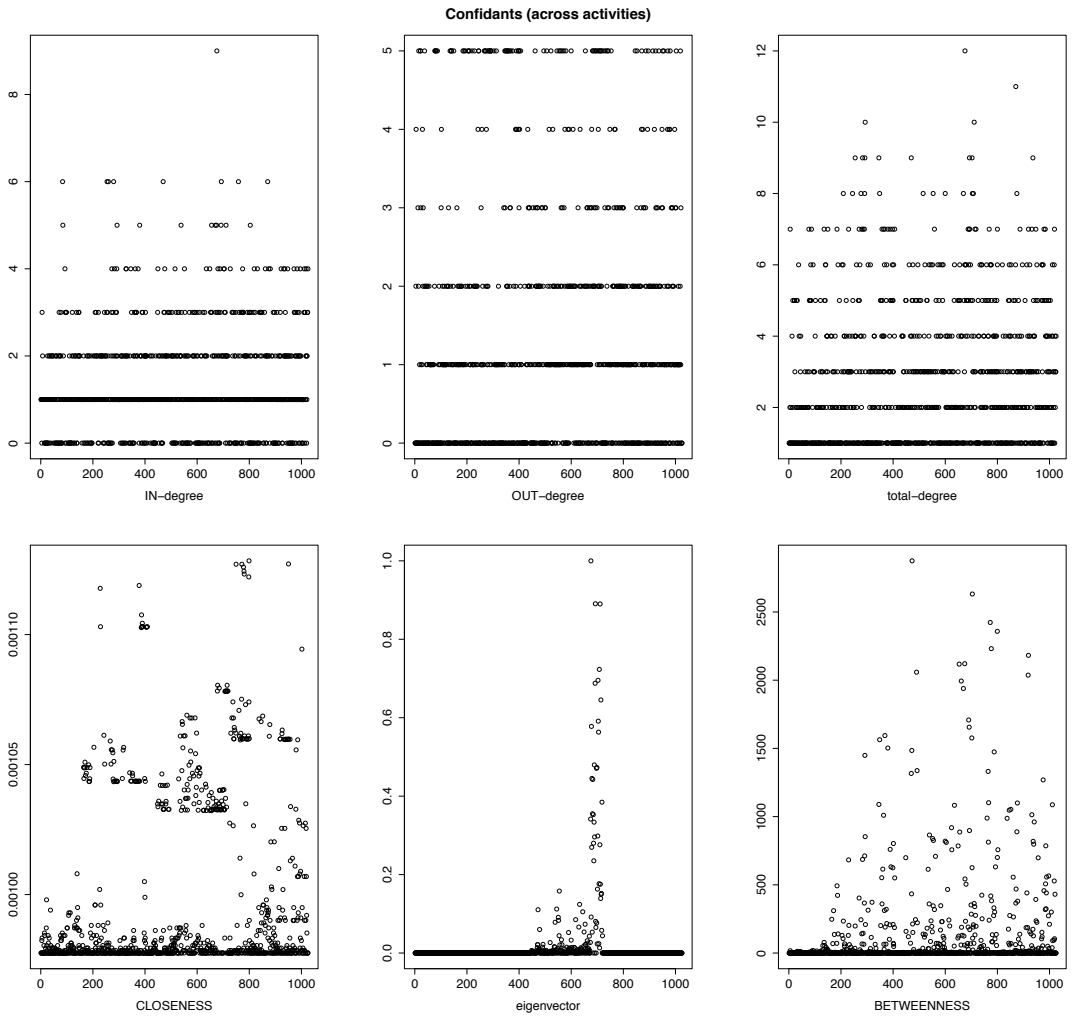 Confidants (across activities)
8
6
4
2
0
0 200 400 600 800 1000
IN−degree
5
4
3
2
1
0
0 200 400 600 800 1000
OUT−degree
12
10
8
6
4
2
0 200 400 600 800 1000
total−degree
0.00110
0.00105
0.00100
0 200 400 600 800 1000
CLOSENESS
1.0
0.8
0.6
0.4
0.2
0.0
0 200 400 600 800 1000
eigenvector
2500
2000
1500
1000
500
0
0 200 400 600 800 1000
BETWEENNESS